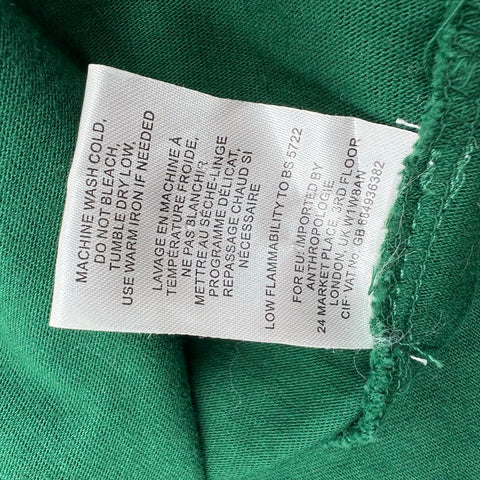 MACHINE WASH COLD,
DO NOT BLEACH,
TUMBLE DRY LOW,
USE WARM IRON IF NEEDED
LAVAGE EN MACHINE À
TEMPÉRATURE FROIDE,
NE PAS BLANCHIR
METTRE AU SÉCHE-LINGE
PROGRAMME DÉLICAT,
REPASSAGE CHAUD SI
NÉCESSAIRE
LOW FLAMMABILITY TO BS 5722
FOR EU: IMPORTED BY
ANTHROPOLOGIE
24 MARKET PLACE, 3RD FLOOR
LONDON, UK W1W8AN
CIF-VAT No. GB 684936382